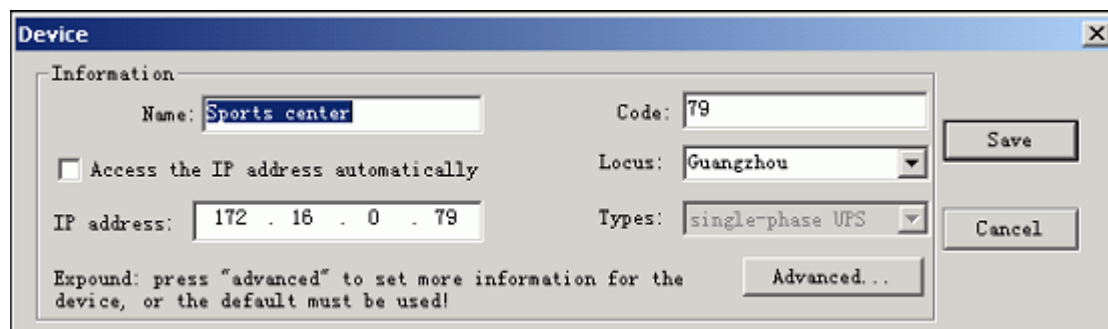 Device
Information
Name: Sports center
Code: 79
Access the IP address automatically
Locus: Guangzhou
IP address: 172 . 16 . 0 . 79
Types: single-phase UPS
Expound: press "advanced" to set more information for the
device, or the default must be used!
Advanced...
Save
Cancel